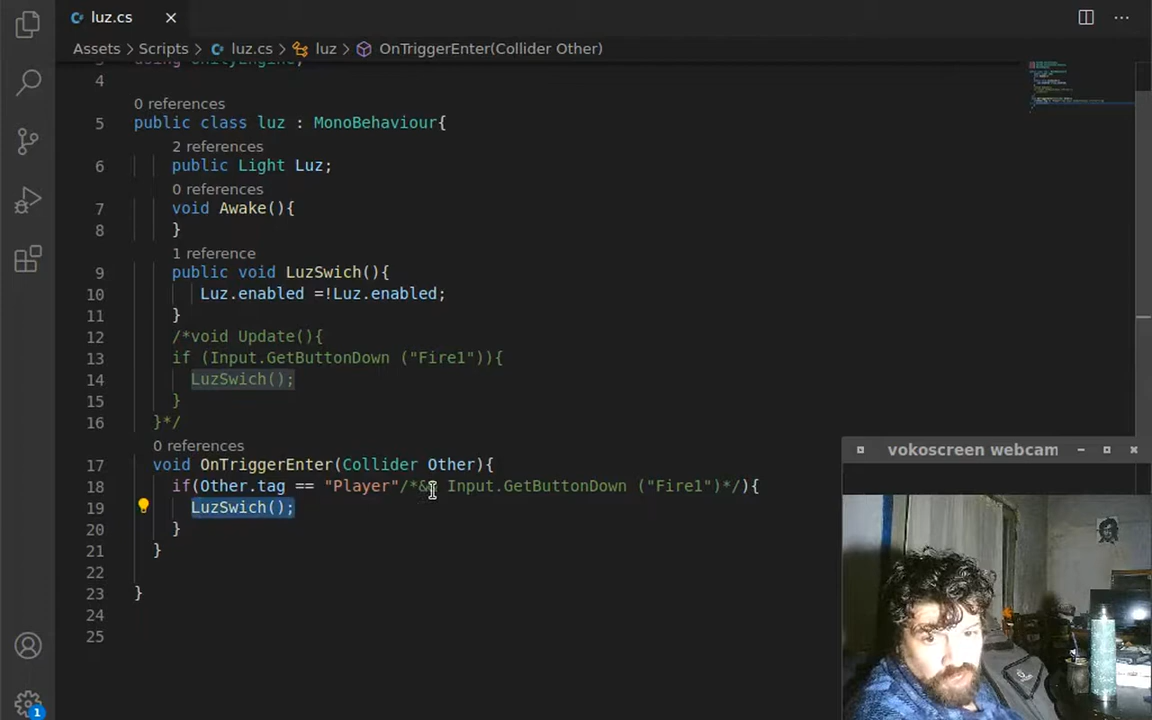 luz.cs
Assets Scripts luz.cs luz OnTriggerEnter(Collider Other)
4
0 references
5 public class luz : MonoBehaviour{
2 references
6 public Light Luz;
0 references
7 void Awake(){
8 }
1 reference
9 public void LuzSwich(){
10 Luz.enabled =!Luz.enabled;
11 }
12 /*void Update(){
13 if (Input.GetButtonDown ("Fire1")){
14 LuzSwich();
15 }
16 }*/
0 references
17 void OnTriggerEnter(Collider Other){
18 if(Other.tag == "Player"/*&& Input.GetButtonDown ("Fire1")*/){
19 LuzSwich();
20 }
21 }
22
23 }
24
25
vokoscreen webcam
1